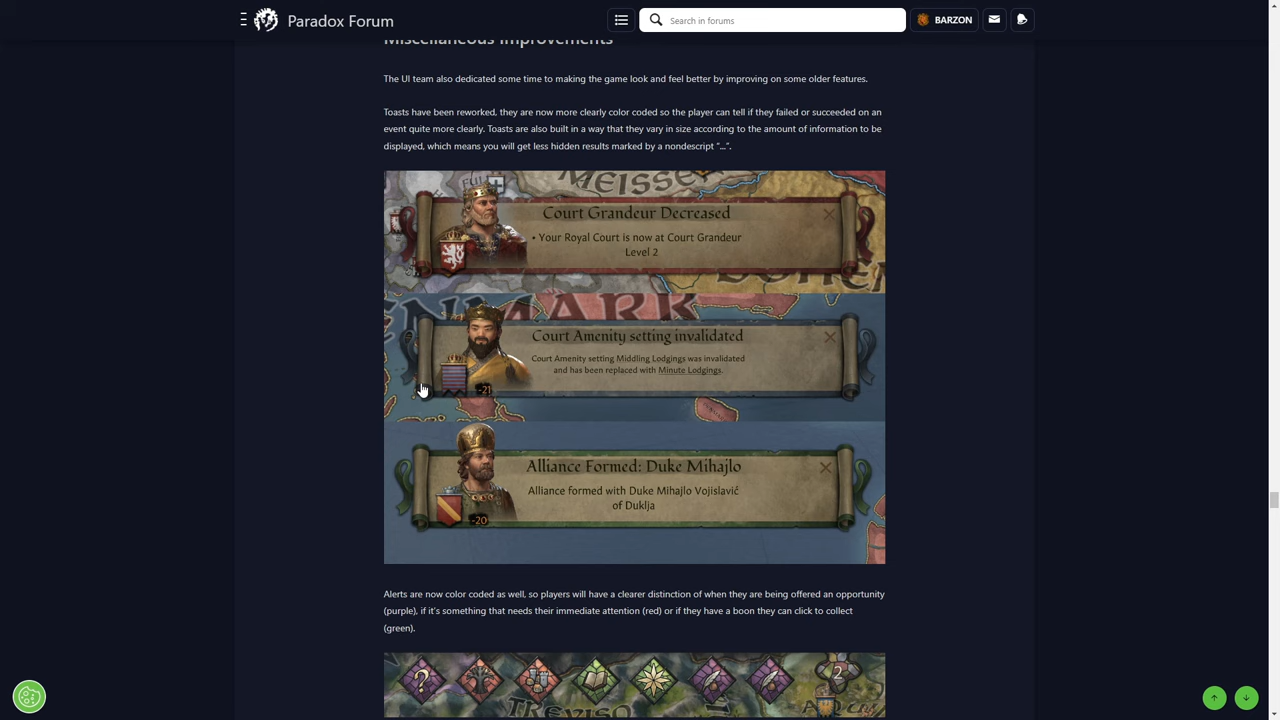 Paradox Forum
Search in forums
BARZON
Miscellaneous Improvements
The UI team also dedicated some time to making the game look and feel better by improving on some older features.
Toasts have been reworked, they are now more clearly color coded so the player can tell if they failed or succeeded on an
event quite more clearly. Toasts are also built in a way that they vary in size according to the amount of information to be
displayed, which means you will get less hidden results marked by a nondescript “...”.
MEISSEN
Court Grandeur Decreased
• Your Royal Court is now at Court Grandeur
Level 2
ENMARK
Court Amenity setting invalidated
Court Amenity setting Middling Lodgings was invalidated
and has been replaced with Minute Lodgings.
-21
Alliance Formed: Duke Mihajlo
Alliance formed with Duke Mihajlo Vojislavić
of Duklja
-20
Alerts are now color coded as well, so players will have a clearer distinction of when they are being offered an opportunity
(purple), if it's something that needs their immediate attention (red) or if they have a boon they can click to collect
(green).
?
2
TREVISO